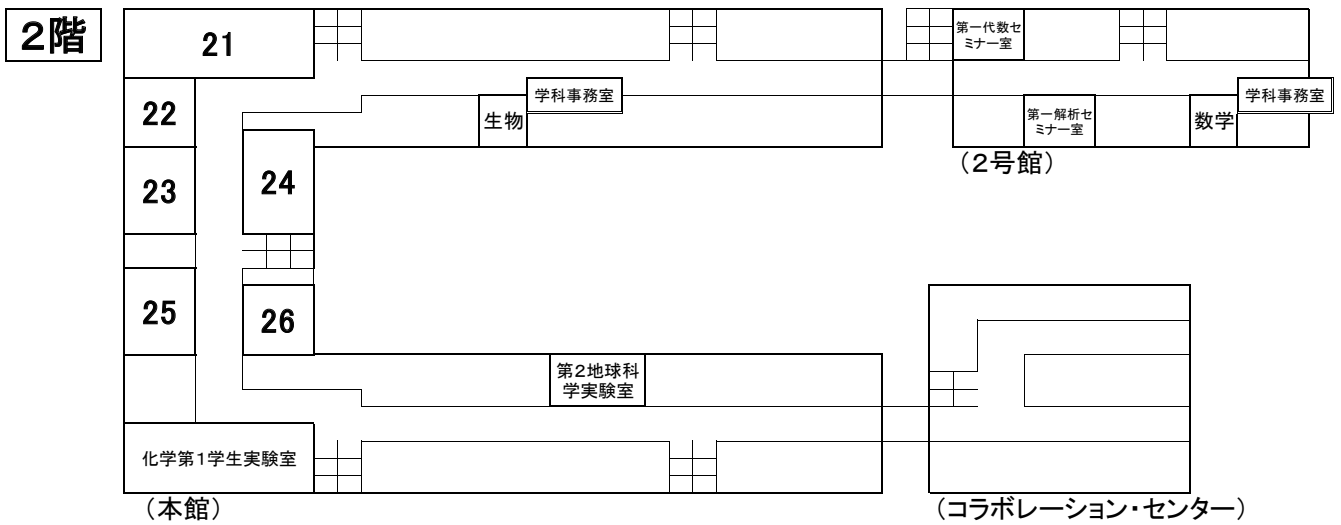 2階
21
第一代数セ
ミナー室
22
生物
学科事務室
第一解析セ
ミナー室
数学
学科事務室
(2号館)
23
24
25
26
第2地球科
学実験室
化学第1学生実験室
(本館)
(コラボレーション・センター)